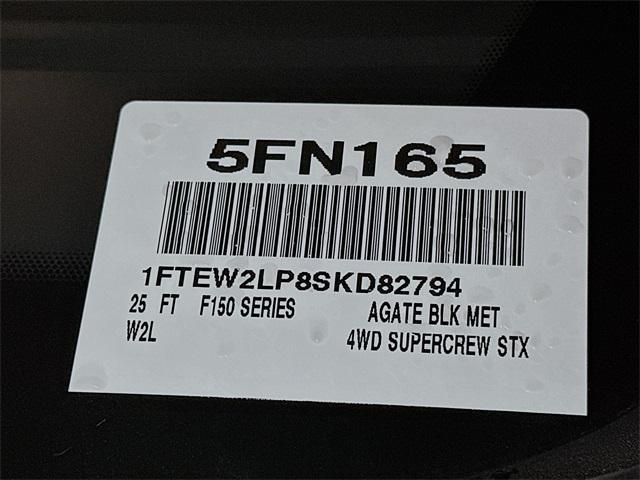 5FN165
1FTEW2LP8SKD82794
25 FT F150 SERIES AGATE BLK MET
W2L 4WD SUPERCREW STX